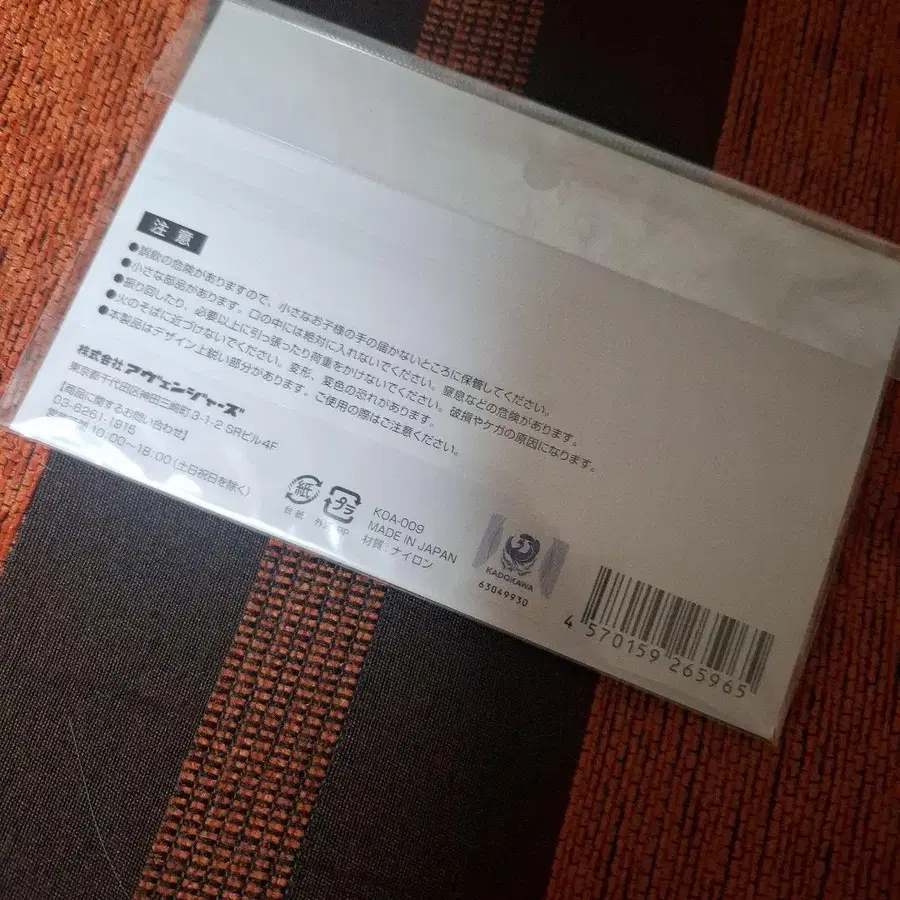 注意
●誤飲の危険がありますので、小さなお子様の手の届かないところに保管してください。
●小さな部品があります。口の中には絶対に入れないでください。窒息などの危険があります。
●振り回したり、必要以上に引っ張ったり荷重をかけないでください。破損やケガの原因になります。
●火のそばに近づけないでください。変形、変色の恐れがあります。
●本製品はデザイン上鋭い部分があります。ご使用の際はご注意ください。
株式会社アヴェンジャーズ
東京都千代田区神田三崎町3-1-2 SRビル4F
【商品に関するお問い合わせ】
03-6261-1916
10:00〜18:00(土日祝日を除く)
紙
台紙
プラ
PP
KDA-009
MADE IN JAPAN
材質:ナイロン
KADOKAWA
63049930
4 570159 265965